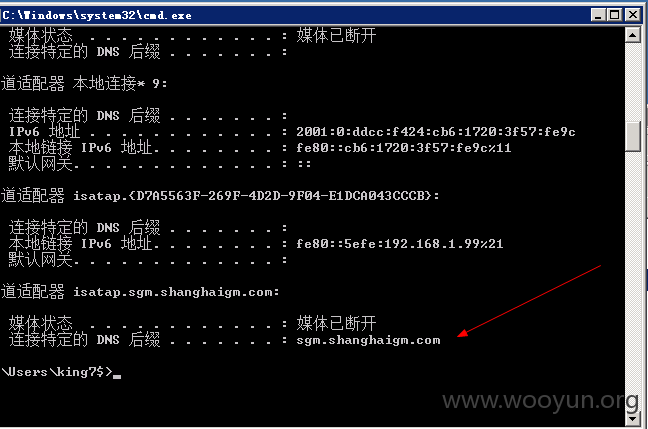 C:\Windows\system32\cmd.exe
媒体状态 . . . . . . . . . . . . : 媒体已断开
连接特定的 DNS 后缀 . . . . . . . :
道适配器 本地连接* 9:
连接特定的 DNS 后缀 . . . . . . . :
IPv6 地址 . . . . . . . . . . . . : 2001:0:ddcc:f424:cb6:1720:3f57:fe9c
本地链接 IPv6 地址. . . . . . . . : fe80::cb6:1720:3f57:fe9c%11
默认网关. . . . . . . . . . . . . : ::
道适配器 isatap.{D7A5563F-269F-4D2D-9F04-E1DCA043CCCB}:
连接特定的 DNS 后缀 . . . . . . . :
本地链接 IPv6 地址. . . . . . . . : fe80::5efe:192.168.1.99%21
默认网关. . . . . . . . . . . . . :
道适配器 isatap.sgm.shanghaigm.com:
媒体状态 . . . . . . . . . . . . : 媒体已断开
连接特定的 DNS 后缀 . . . . . . . : sgm.shanghaigm.com
\Users\king7$>_
www.wooyun.org